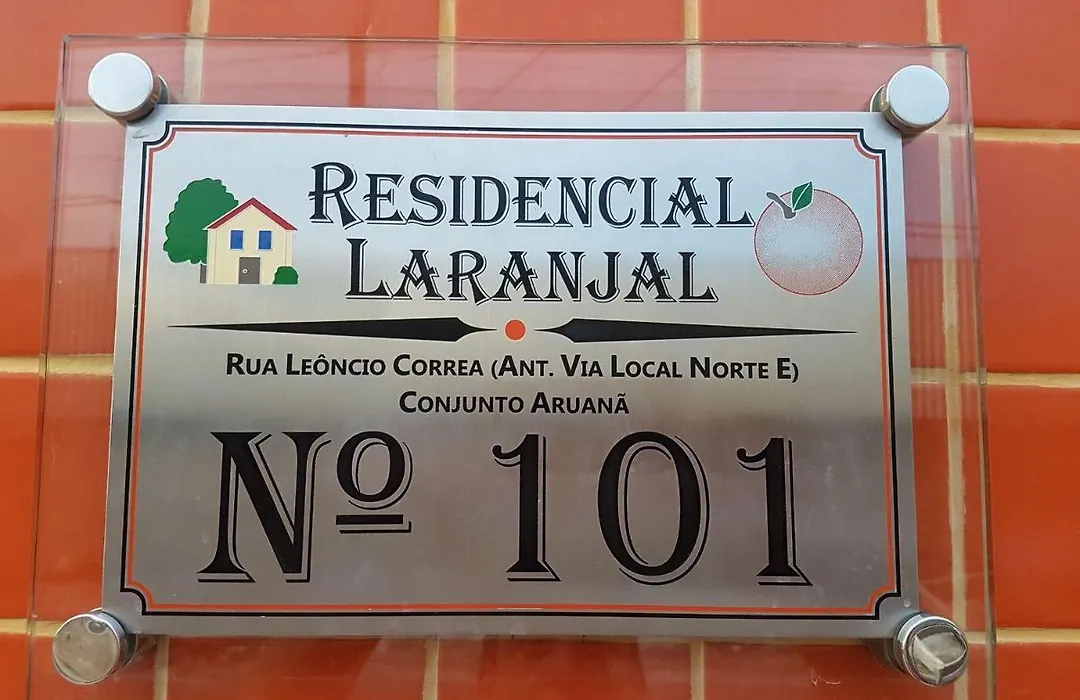 Residencial
Laranjal
Rua Leôncio Correa (Ant. Via Local Norte E)
Conjunto Aruanã
Nº 101